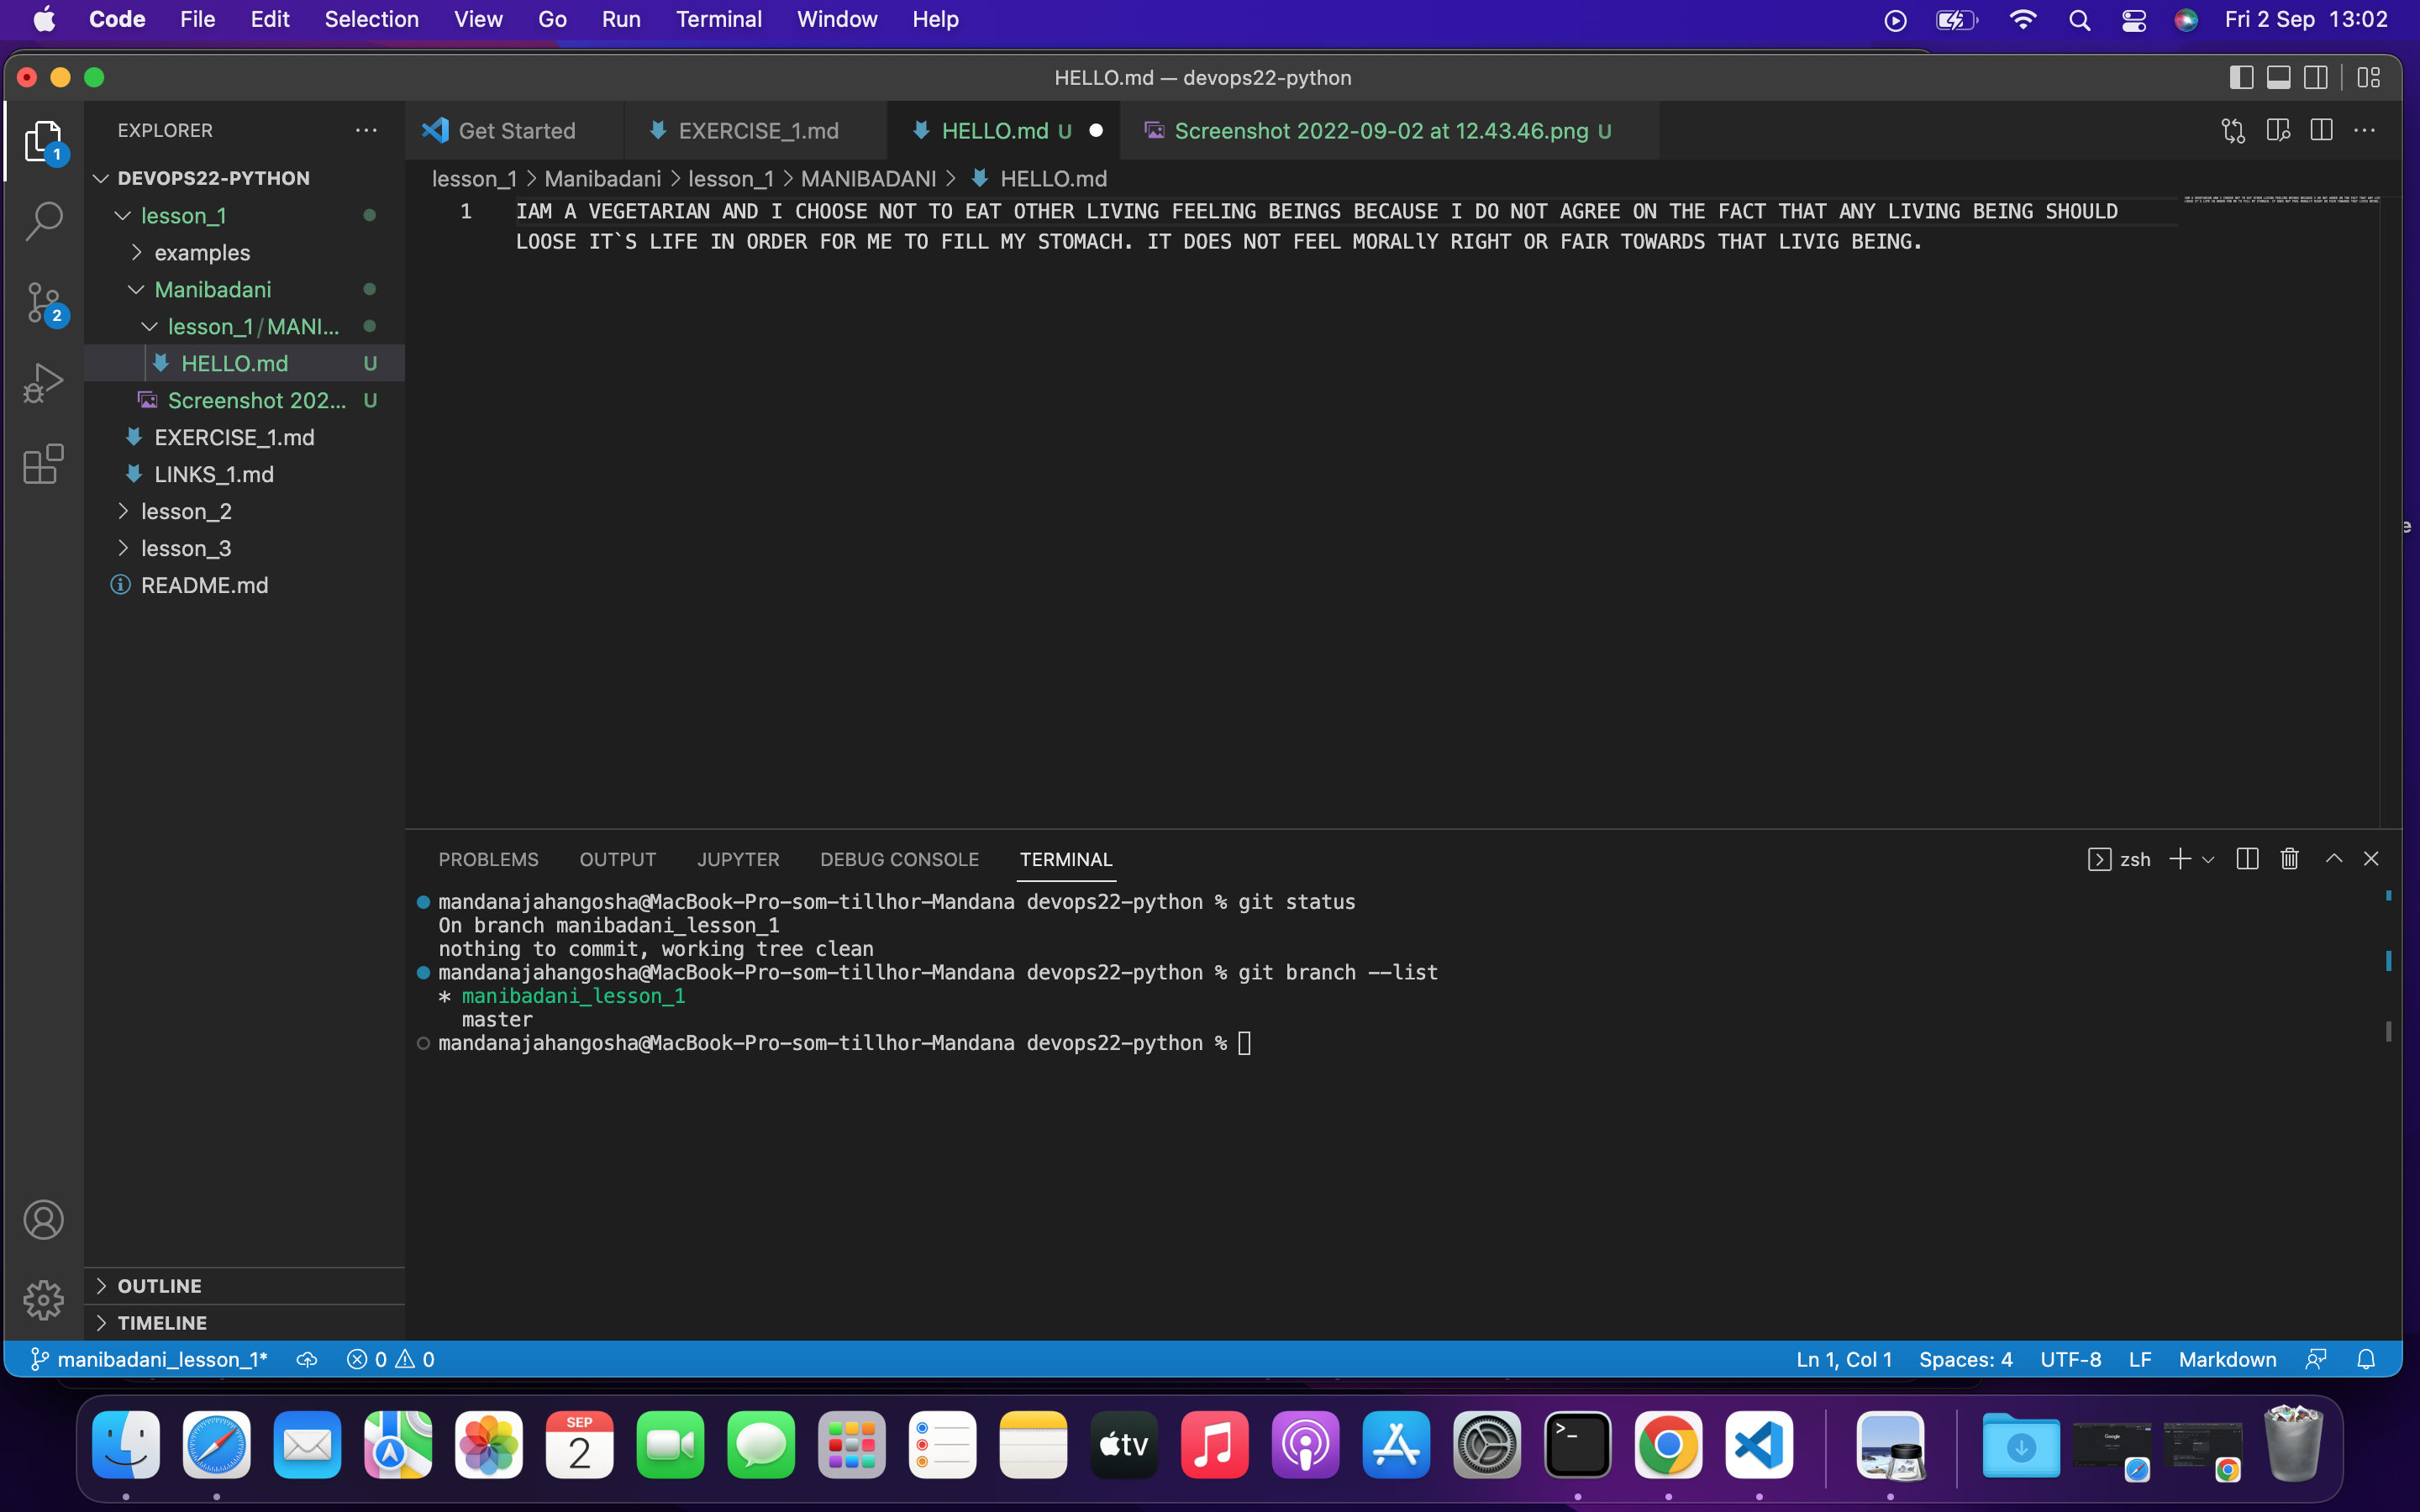 Code File Edit Selection View Go Run Terminal Window Help Fri 2 Sep 13:02
HELLO.md — devops22-python
EXPLORER
1
DEVOPS22-PYTHON
lesson_1
examples
Manibadani
lesson_1/MANI...
HELLO.md U
Screenshot 202... U
EXERCISE_1.md
LINKS_1.md
lesson_2
lesson_3
README.md
2
OUTLINE
TIMELINE
Get Started EXERCISE_1.md HELLO.md U Screenshot 2022-09-02 at 12.43.46.png U
lesson_1 > Manibadani > lesson_1 > MANIBADANI > HELLO.md
1 IAM A VEGETARIAN AND I CHOOSE NOT TO EAT OTHER LIVING FEELING BEINGS BECAUSE I DO NOT AGREE ON THE FACT THAT ANY LIVING BEING SHOULD
LOOSE IT`S LIFE IN ORDER FOR ME TO FILL MY STOMACH. IT DOES NOT FEEL MORALlY RIGHT OR FAIR TOWARDS THAT LIVIG BEING.
PROBLEMS OUTPUT JUPYTER DEBUG CONSOLE TERMINAL zsh
mandanajahangosha@MacBook-Pro-som-tillhor-Mandana devops22-python % git status
On branch manibadani_lesson_1
nothing to commit, working tree clean
mandanajahangosha@MacBook-Pro-som-tillhor-Mandana devops22-python % git branch --list
* manibadani_lesson_1
master
mandanajahangosha@MacBook-Pro-som-tillhor-Mandana devops22-python %
manibadani_lesson_1* 0 0 Ln 1, Col 1 Spaces: 4 UTF-8 LF Markdown
SEP
2
tv